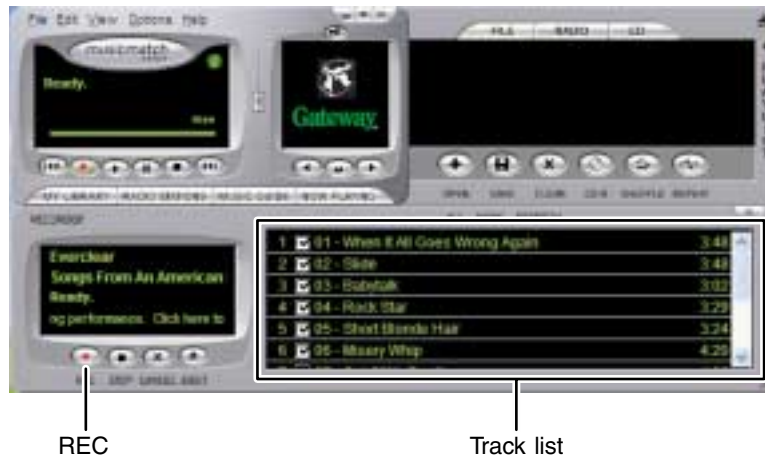 File Edit View Options Help
musicmatch
Ready.
Gateway
FILE RADIO CD
OPEN SAVE CLEAR
SHUFFLE REPEAT
MY LIBRARY RADIO STATIONS MUSIC GUIDE NOW PLAYING
RECORDER
Everclear
Songs From An American
Ready.
ng performance. Click here to
1 01 - When It All Goes Wrong Again 3:48
2 02 - Slide 3:48
3 03 - Babytalk 3:02
4 04 - Rock Star 3:29
5 05 - Short Blonde Hair 3:24
6 06 - Misery Whip 4:28
REC STOP CANCEL EJECT
REC
Track list